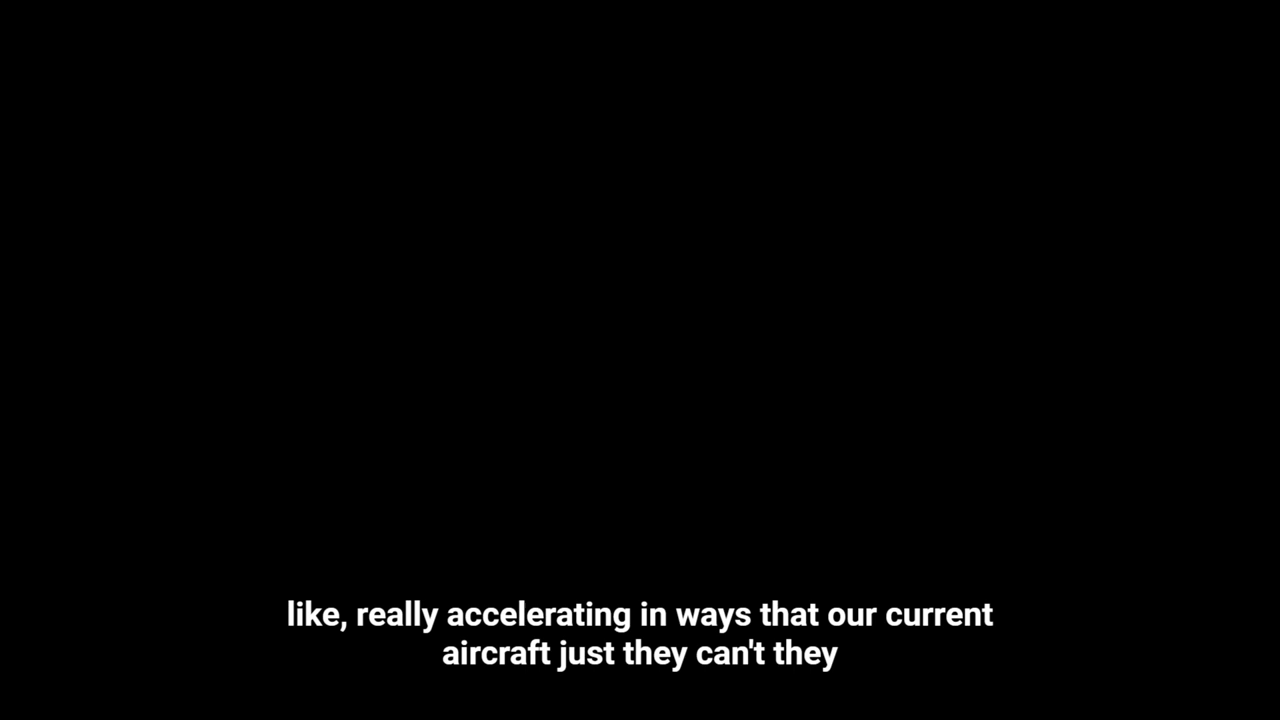 like, really accelerating in ways that our current
aircraft just they can't they